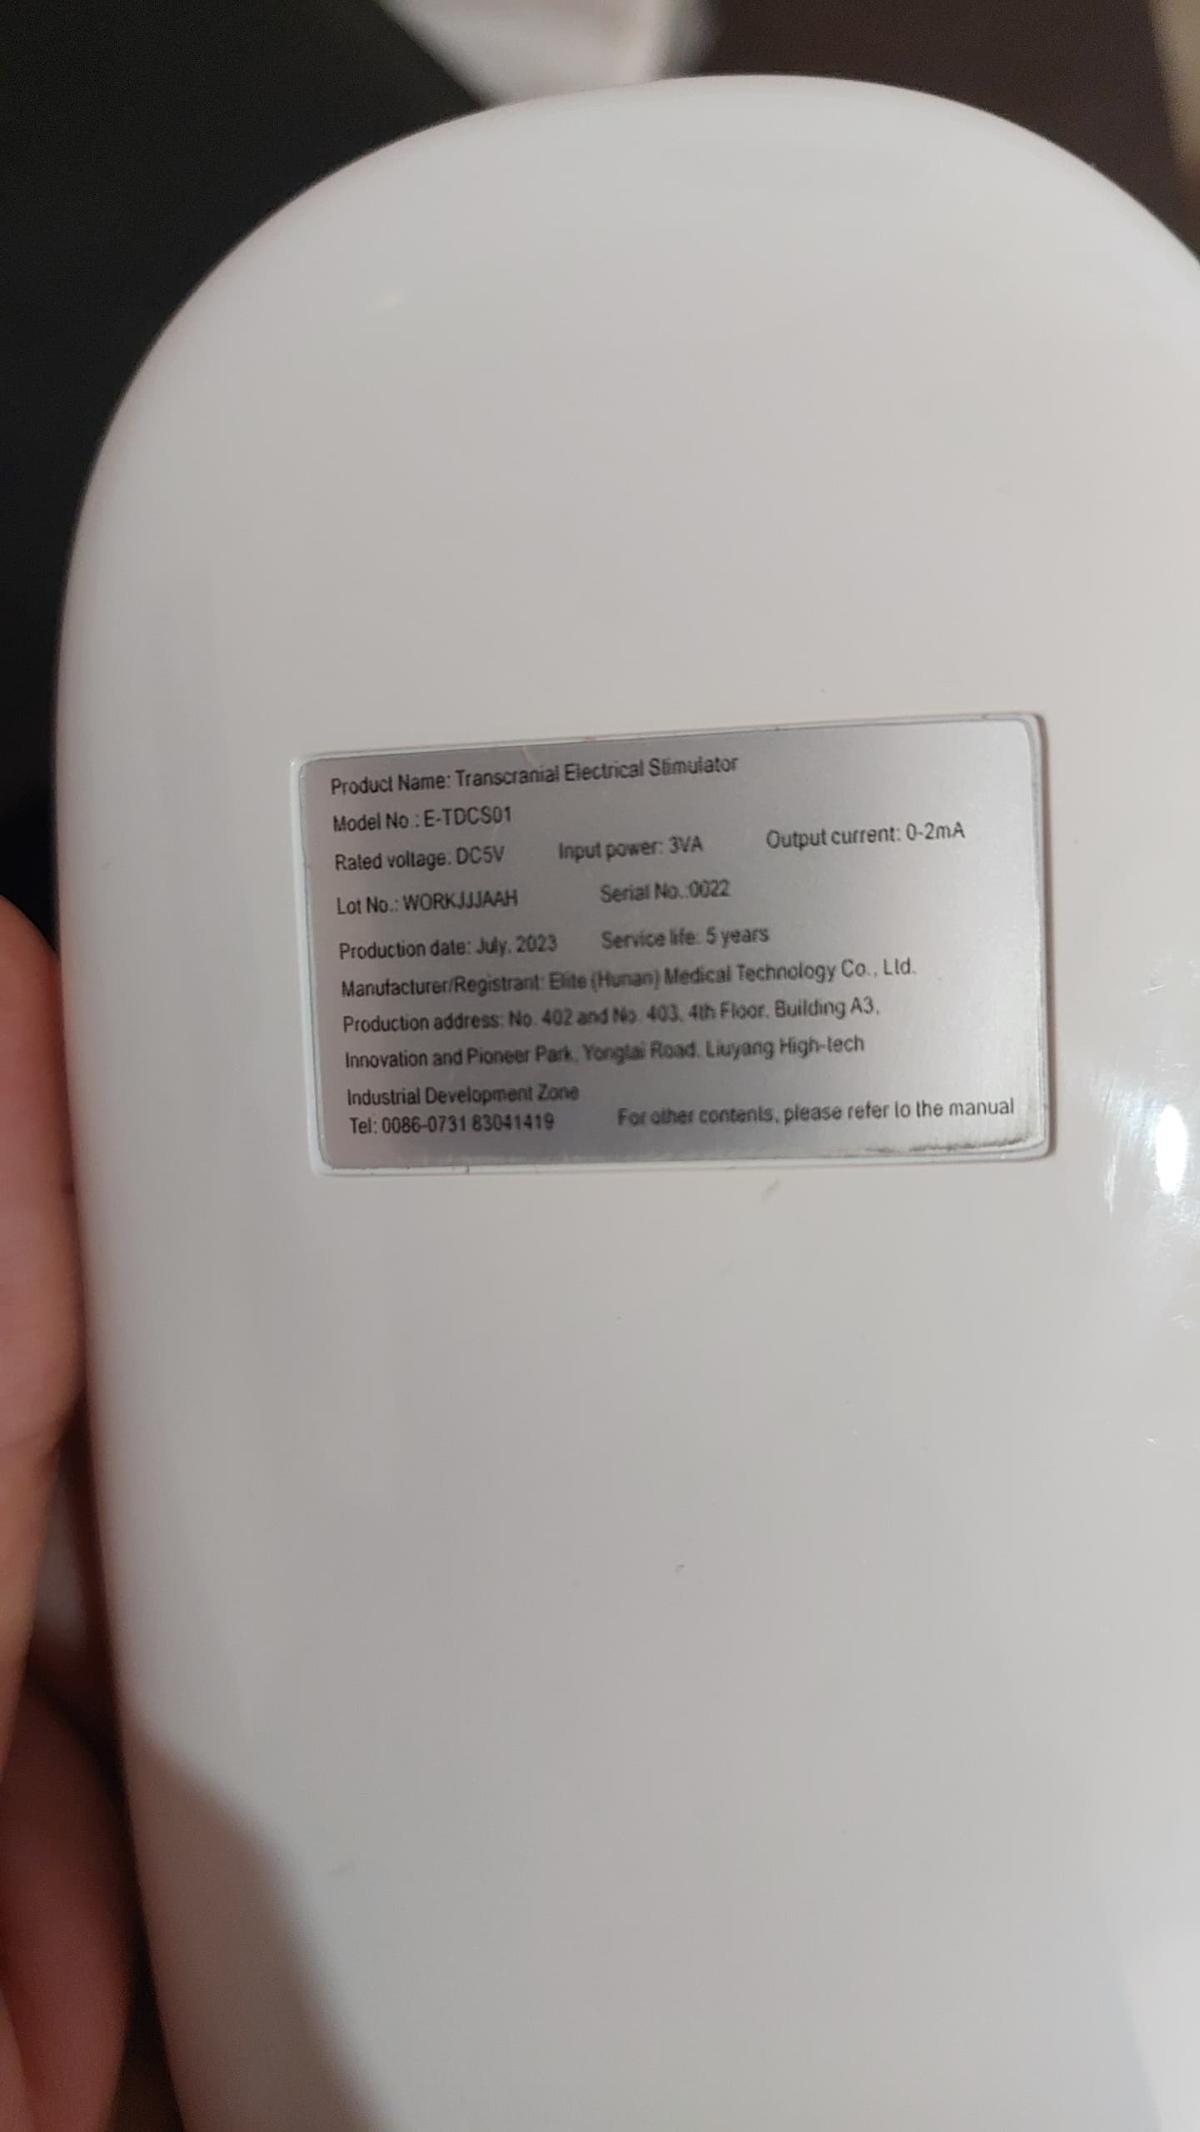 Product Name: Transcranial Electrical Stimulator
Model No.: E-TDCS01
Rated voltage: DC5V Input power: 3VA Output current: 0-2mA
Lot No.: WORKJJJAAH Serial No.:0022
Production date: July, 2023 Service life: 5 years
Manufacturer/Registrant: Elite (Hunan) Medical Technology Co., Ltd.
Production address: No. 402 and No. 403, 4th Floor, Building A3,
Innovation and Pioneer Park, Yongtai Road, Liuyang High-tech
Industrial Development Zone
Tel: 0086-0731 83041419 For other contents, please refer to the manual